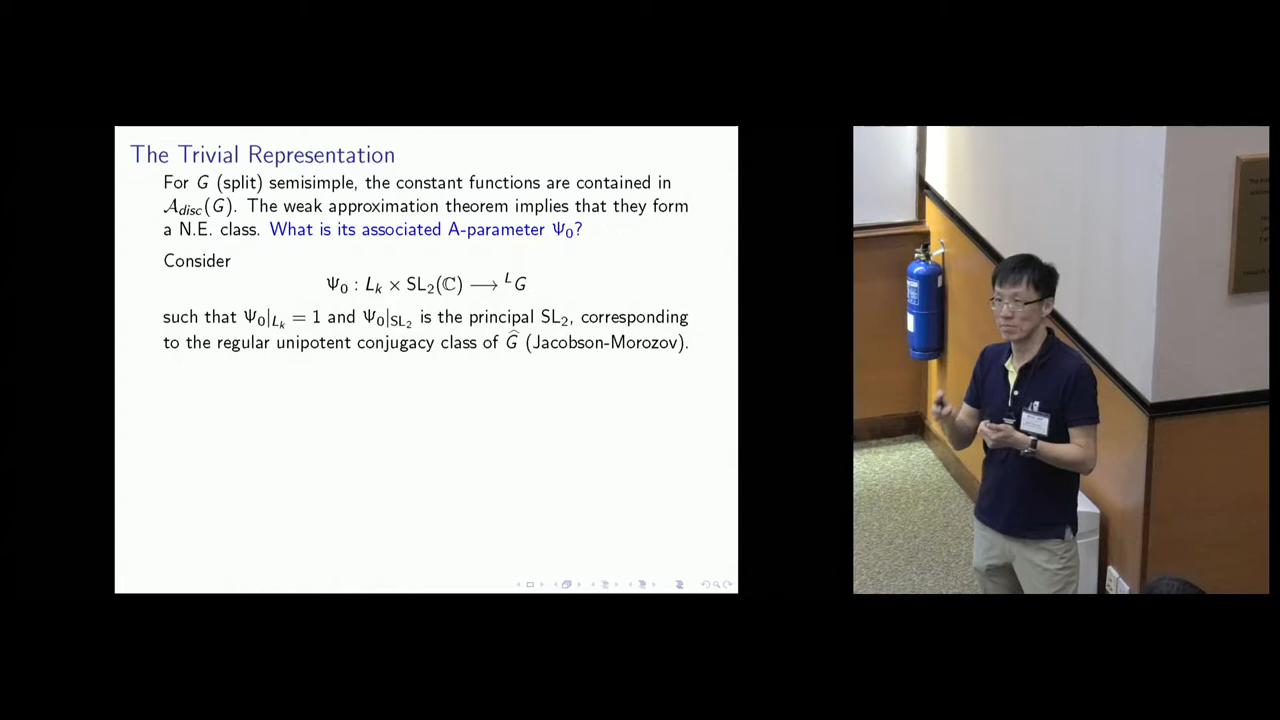 The Trivial Representation
For G (split) semisimple, the constant functions are contained in
𝒜_disc(G). The weak approximation theorem implies that they form
a N.E. class. What is its associated A-parameter Ψ₀?
Consider
Ψ₀ : L_k × SL₂(ℂ) ⟶ ᴸG
such that Ψ₀|_{L_k} = 1 and Ψ₀|_{SL₂} is the principal SL₂, corresponding
to the regular unipotent conjugacy class of Ĝ (Jacobson-Morozov).